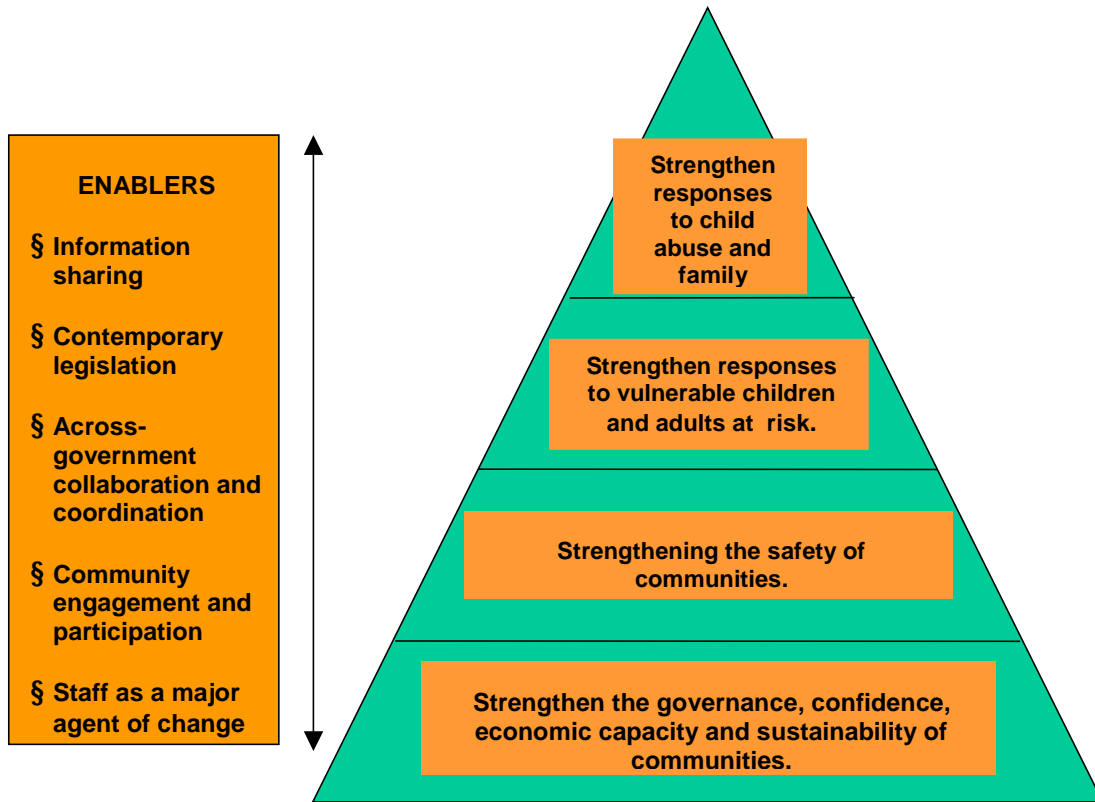 ENABLERS
§ Information
sharing
§ Contemporary
legislation
§ Across-
government
collaboration and
coordination
§ Community
engagement and
participation
§ Staff as a major
agent of change
Strengthen
responses
to child
abuse and
family
Strengthen responses
to vulnerable children
and adults at risk.
Strengthening the safety of
communities.
Strengthen the governance, confidence,
economic capacity and sustainability of
communities.